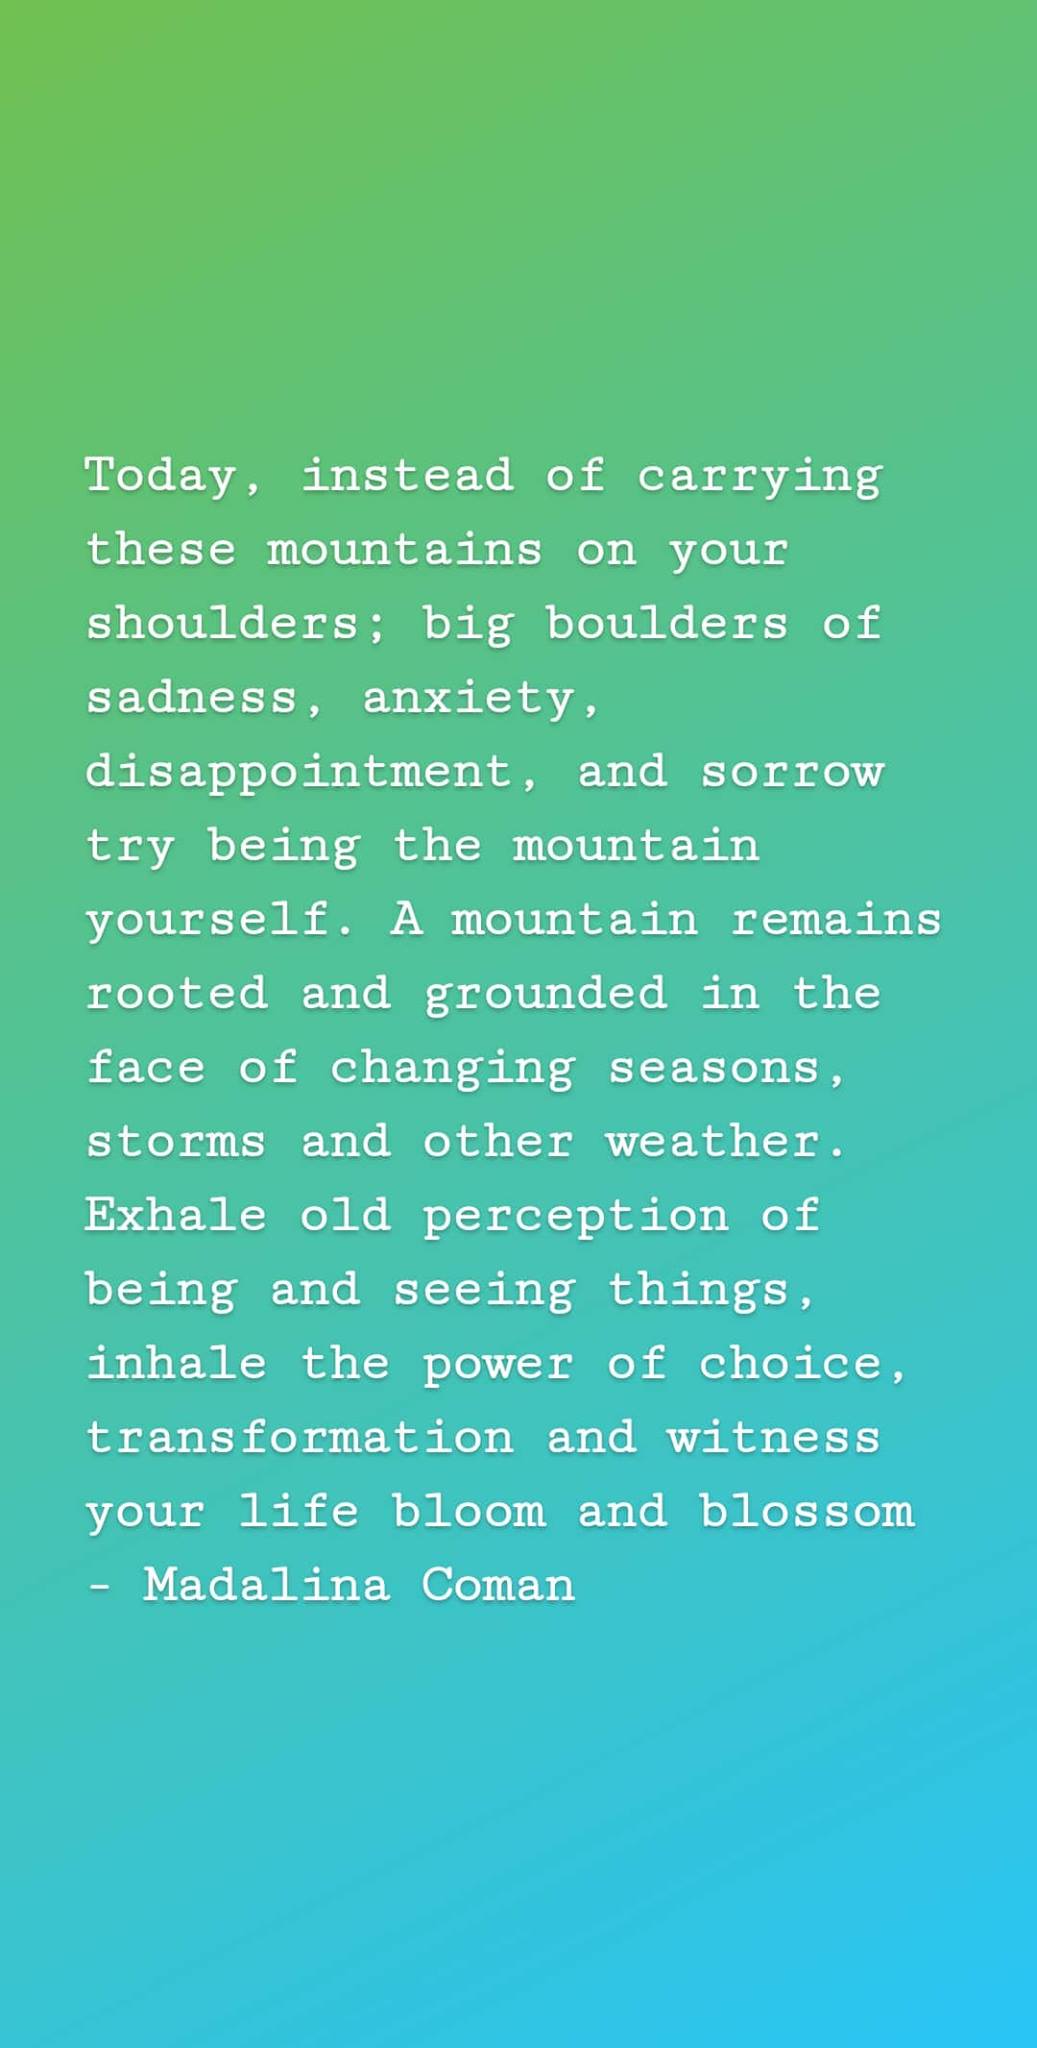 Today, instead of carrying
these mountains on your
shoulders; big boulders of
sadness, anxiety,
disappointment, and sorrow
try being the mountain
yourself. A mountain remains
rooted and grounded in the
face of changing seasons,
storms and other weather.
Exhale old perception of
being and seeing things,
inhale the power of choice,
transformation and witness
your life bloom and blossom
- Madalina Coman